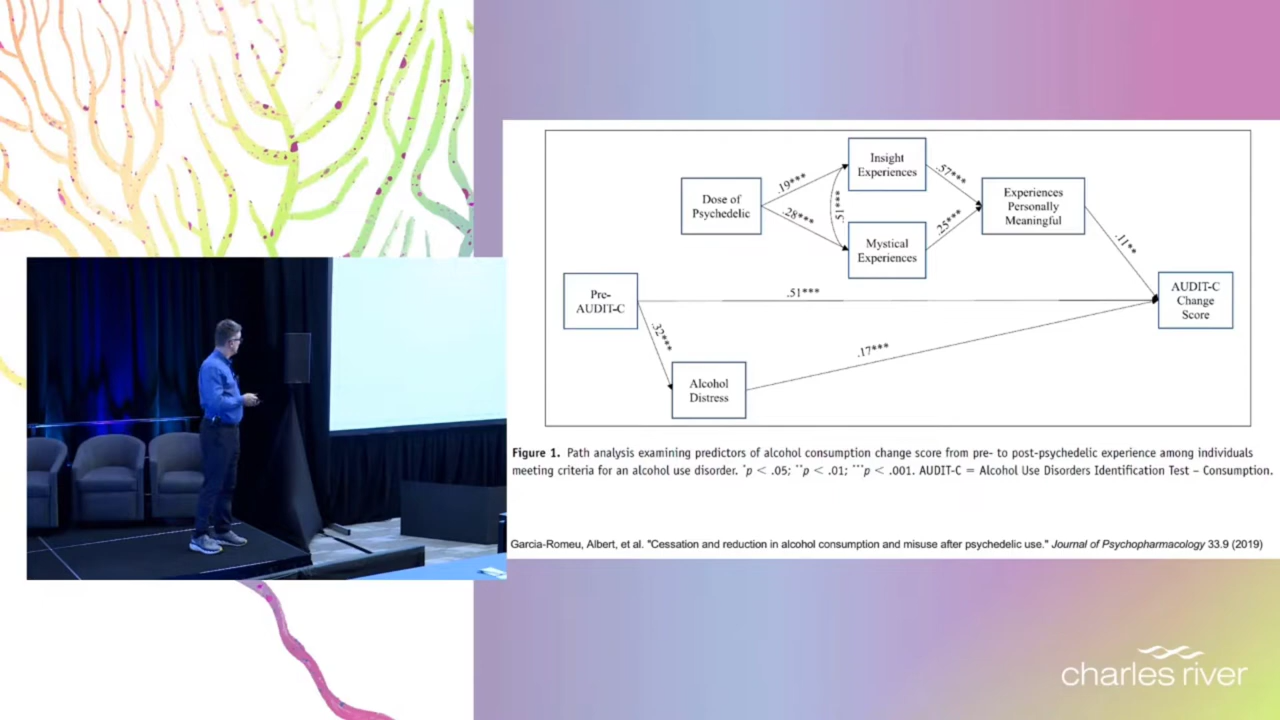 Insight
Experiences
.19***
.57***
Dose of
Psychedelic
.51***
Experiences
Personally
Meaningful
.28***
.25***
Mystical
Experiences
.11**
Pre-
AUDIT-C
.51***
AUDIT-C
Change
Score
.32***
.17***
Alcohol
Distress
Figure 1. Path analysis examining predictors of alcohol consumption change score from pre- to post-psychedelic experience among individuals
meeting criteria for an alcohol use disorder. *p < .05; **p < .01; ***p < .001. AUDIT-C = Alcohol Use Disorders Identification Test – Consumption.
Garcia-Romeu, Albert, et al. "Cessation and reduction in alcohol consumption and misuse after psychedelic use." Journal of Psychopharmacology 33.9 (2019)
charles river